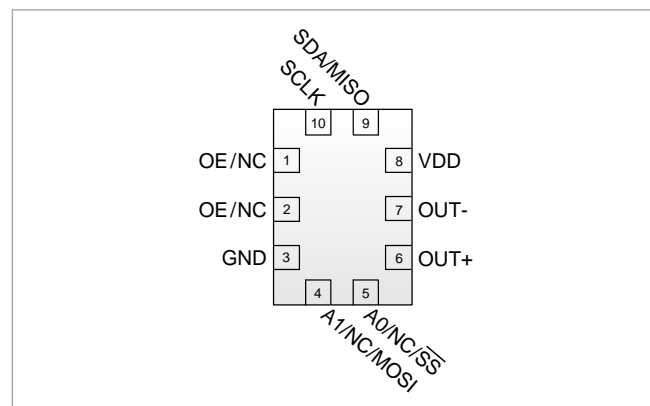 SDA/MISO
SCLK
10
9
OE/NC
1
8
VDD
OE/NC
2
7
OUT-
GND
3
6
OUT+
4
5
A1/NC/MOSI
A0/NC/S̅S̅